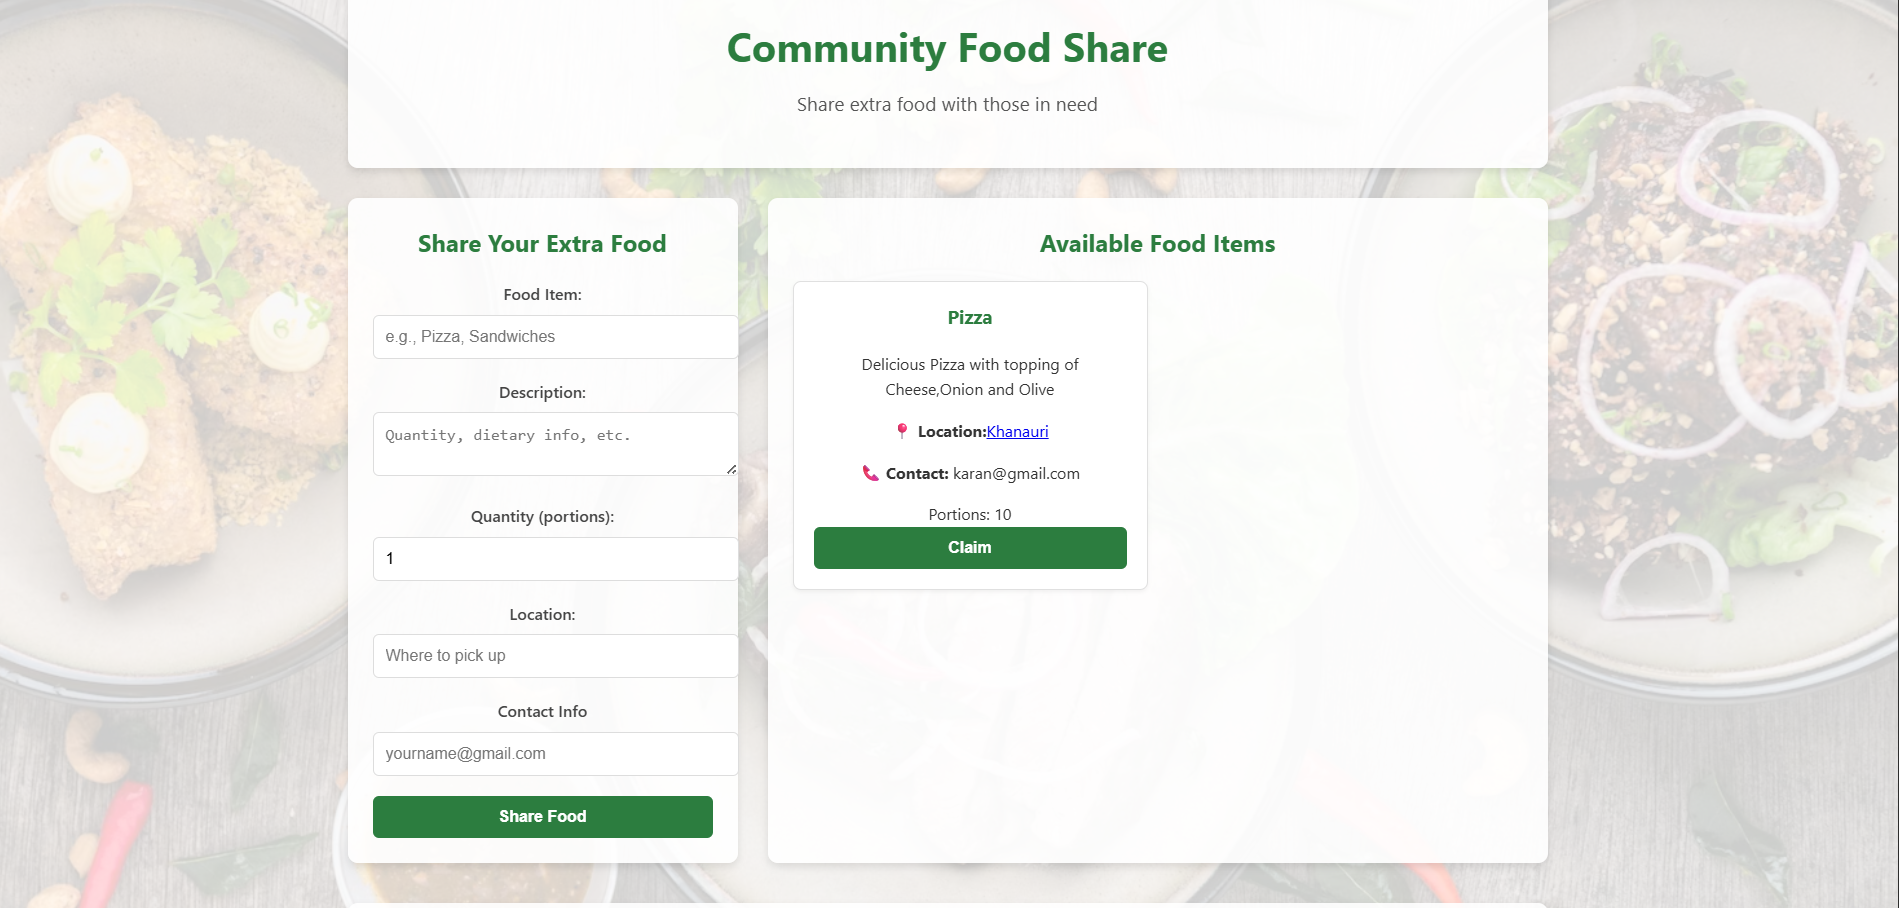 Community Food Share
Share extra food with those in need
Share Your Extra Food
Food Item:
e.g., Pizza, Sandwiches
Description:
Quantity, dietary info, etc.
Quantity (portions):
1
Location:
Where to pick up
Contact Info
yourname@gmail.com
Share Food
Available Food Items
Pizza
Delicious Pizza with topping of
Cheese,Onion and Olive
📍 Location:Khanauri
📞 Contact: karan@gmail.com
Portions: 10
Claim